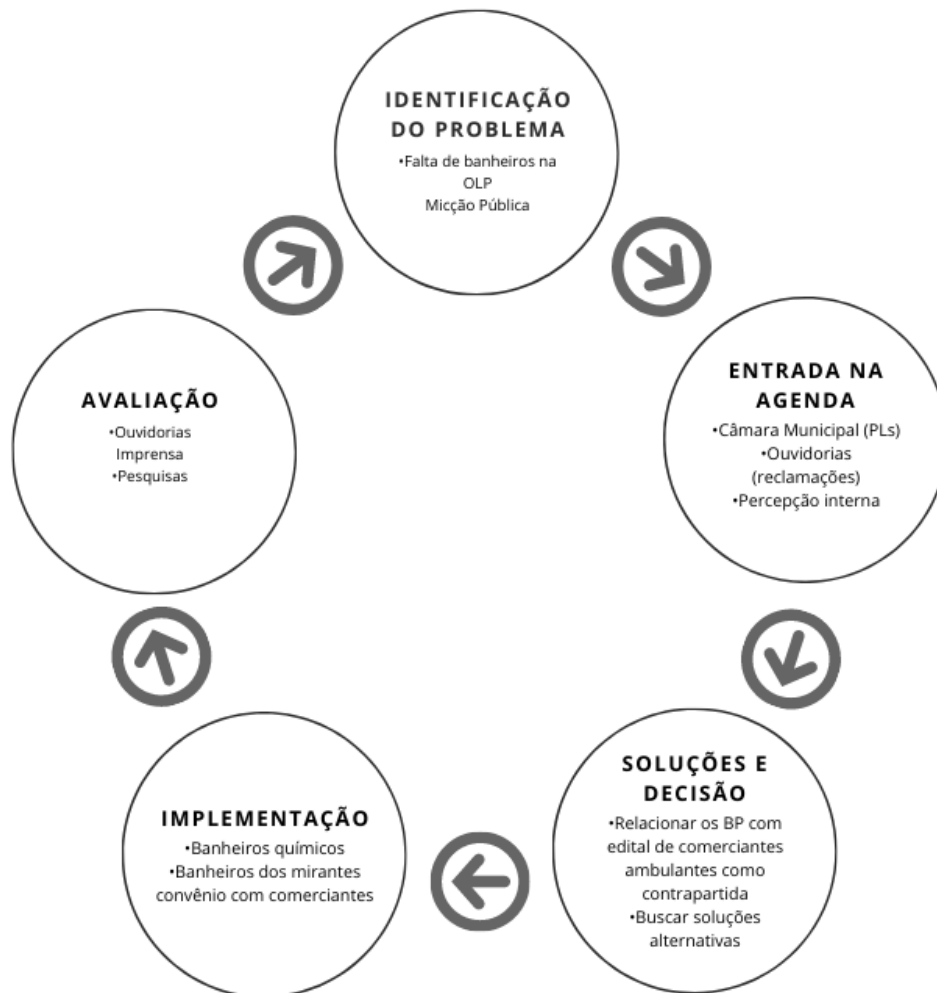 IDENTIFICAÇÃO
DO PROBLEMA
•Falta de banheiros na
OLP
Micção Pública
ENTRADA NA
AGENDA
•Câmara Municipal (PLs)
•Ouvidorias
(reclamações)
•Percepção interna
SOLUÇÕES E
DECISÃO
•Relacionar os BP com
edital de comerciantes
ambulantes como
contrapartida
•Buscar soluções
alternativas
IMPLEMENTAÇÃO
•Banheiros químicos
•Banheiros dos mirantes
convênio com comerciantes
AVALIAÇÃO
•Ouvidorias
Imprensa
•Pesquisas